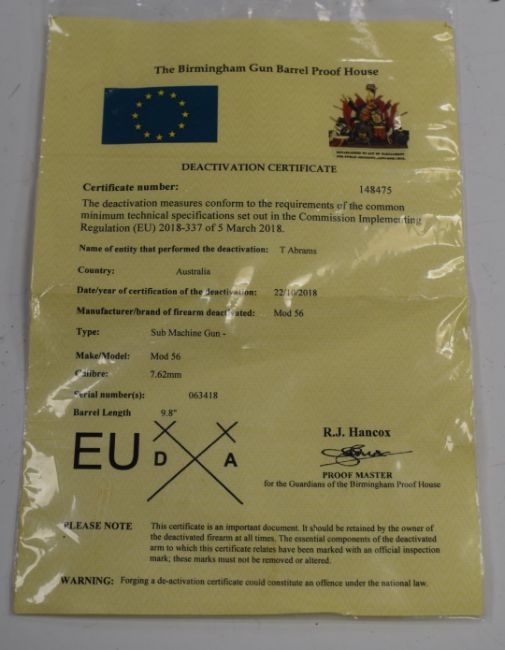 The Birmingham Gun Barrel Proof House
DEACTIVATION CERTIFICATE
Certificate number: 148475
The deactivation measures conform to the requirements of the common
minimum technical specifications set out in the Commission Implementing
Regulation (EU) 2018-337 of 5 March 2018.
Name of entity that performed the deactivation: T Abrams
Country: Australia
Date/year of certification of the deactivation: 22/10/2018
Manufacturer/brand of firearm deactivated: Mod 56
Type: Sub Machine Gun -
Make/Model: Mod 56
Calibre: 7.62mm
Serial number(s): 063418
Barrel Length 9.8"
EU D A
R.J. Hancox
PROOF MASTER
for the Guardians of the Birmingham Proof House
PLEASE NOTE This certificate is an important document. It should be retained by the owner of
the deactivated firearm at all times. The essential components of the deactivated
arm to which this certificate relates have been marked with an official inspection
mark; these marks must not be removed or altered.
WARNING: Forging a de-activation certificate could constitute an offence under the national law.